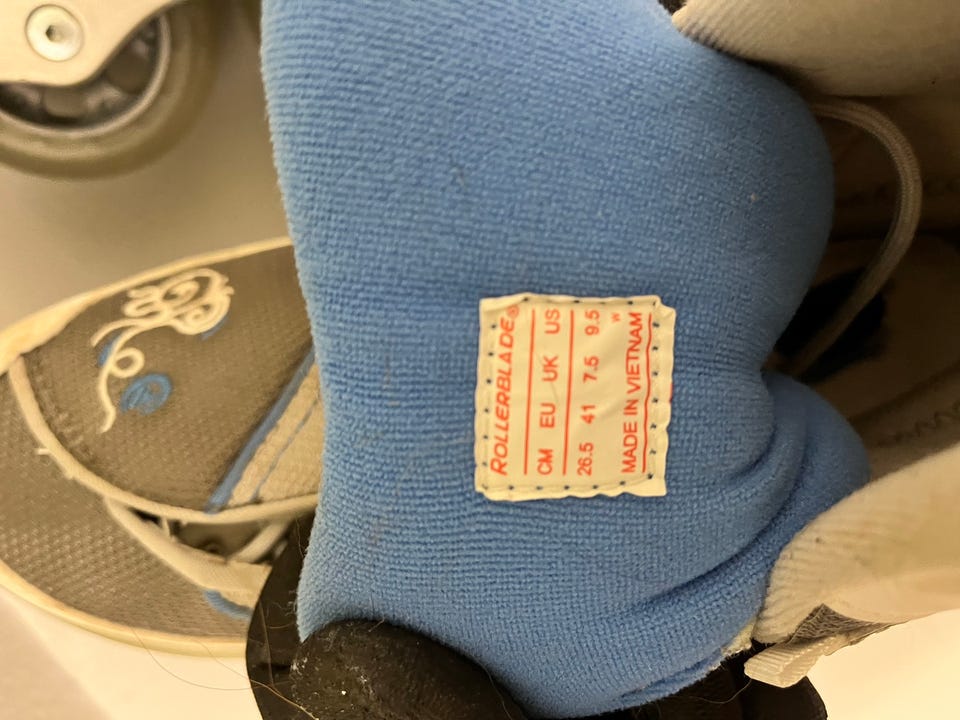 ROLLERBLADE®
CM EU UK US
26.5 41 7.5 9.5
W
MADE IN VIETNAM